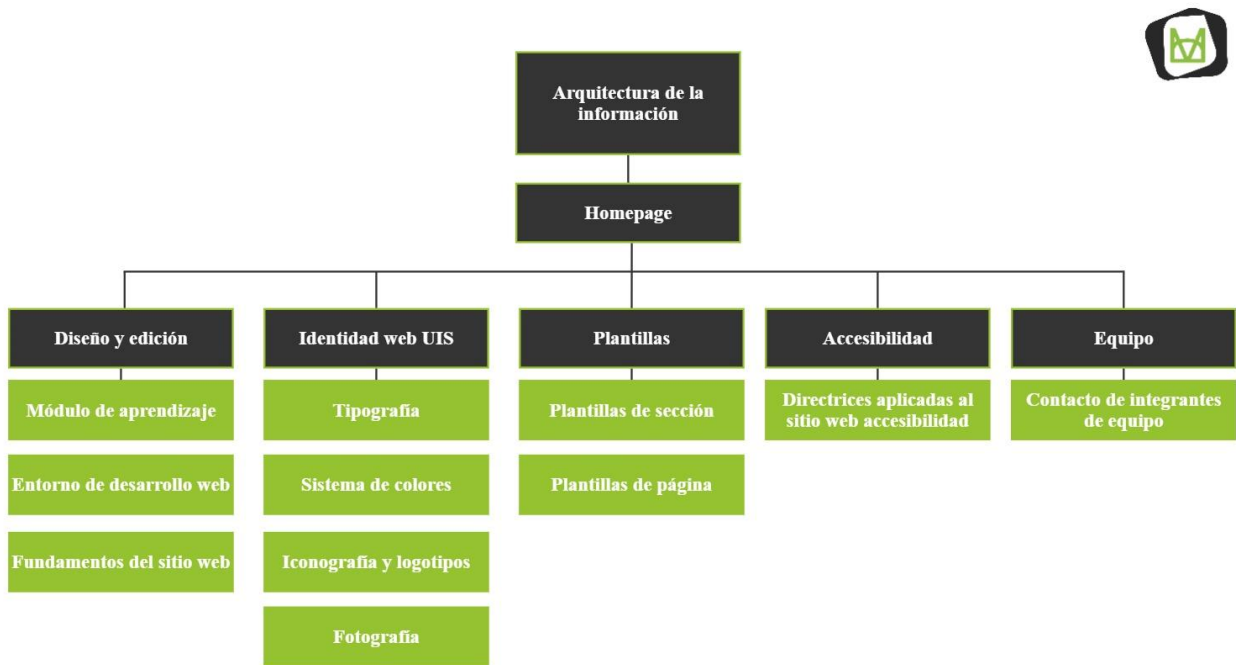 Arquitectura de la
información
Homepage
Diseño y edición
Identidad web UIS
Plantillas
Accesibilidad
Equipo
Módulo de aprendizaje
Tipografía
Plantillas de sección
Directrices aplicadas al
sitio web accesibilidad
Contacto de integrantes
de equipo
Entorno de desarrollo web
Sistema de colores
Plantillas de página
Fundamentos del sitio web
Iconografía y logotipos
Fotografía